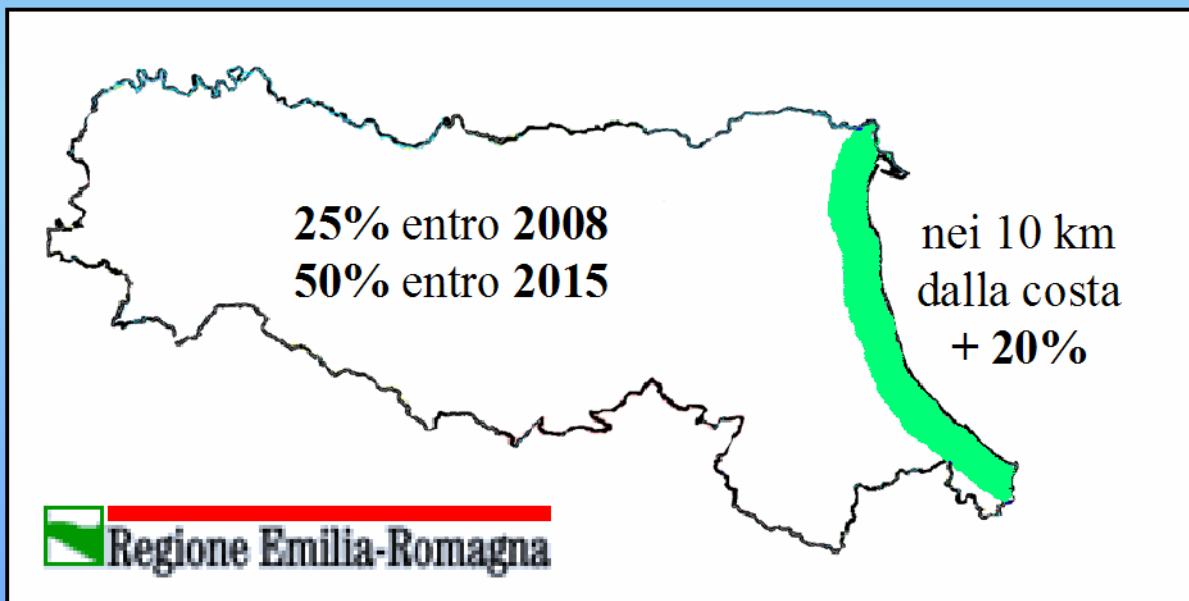 25% entro 2008
50% entro 2015
nei 10 km
dalla costa
+ 20%
Regione Emilia-Romagna